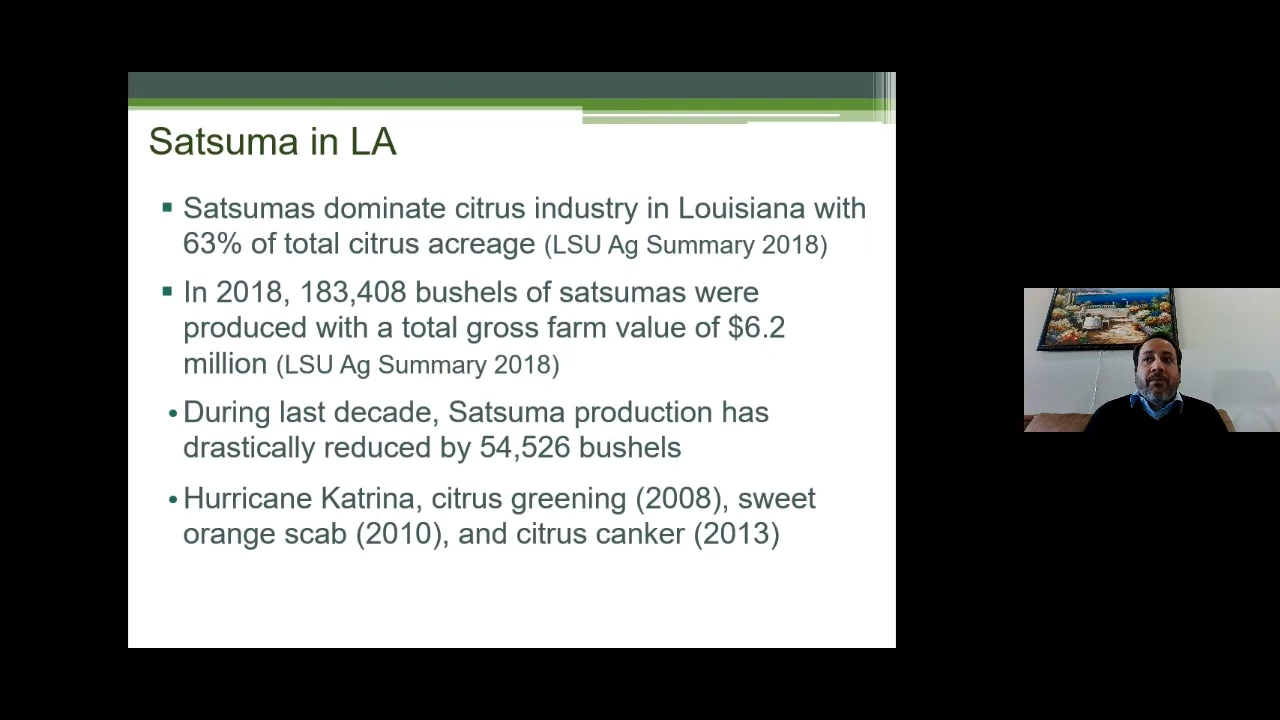 Satsuma in LA
▪ Satsumas dominate citrus industry in Louisiana with
63% of total citrus acreage (LSU Ag Summary 2018)
▪ In 2018, 183,408 bushels of satsumas were
produced with a total gross farm value of $6.2
million (LSU Ag Summary 2018)
• During last decade, Satsuma production has
drastically reduced by 54,526 bushels
• Hurricane Katrina, citrus greening (2008), sweet
orange scab (2010), and citrus canker (2013)